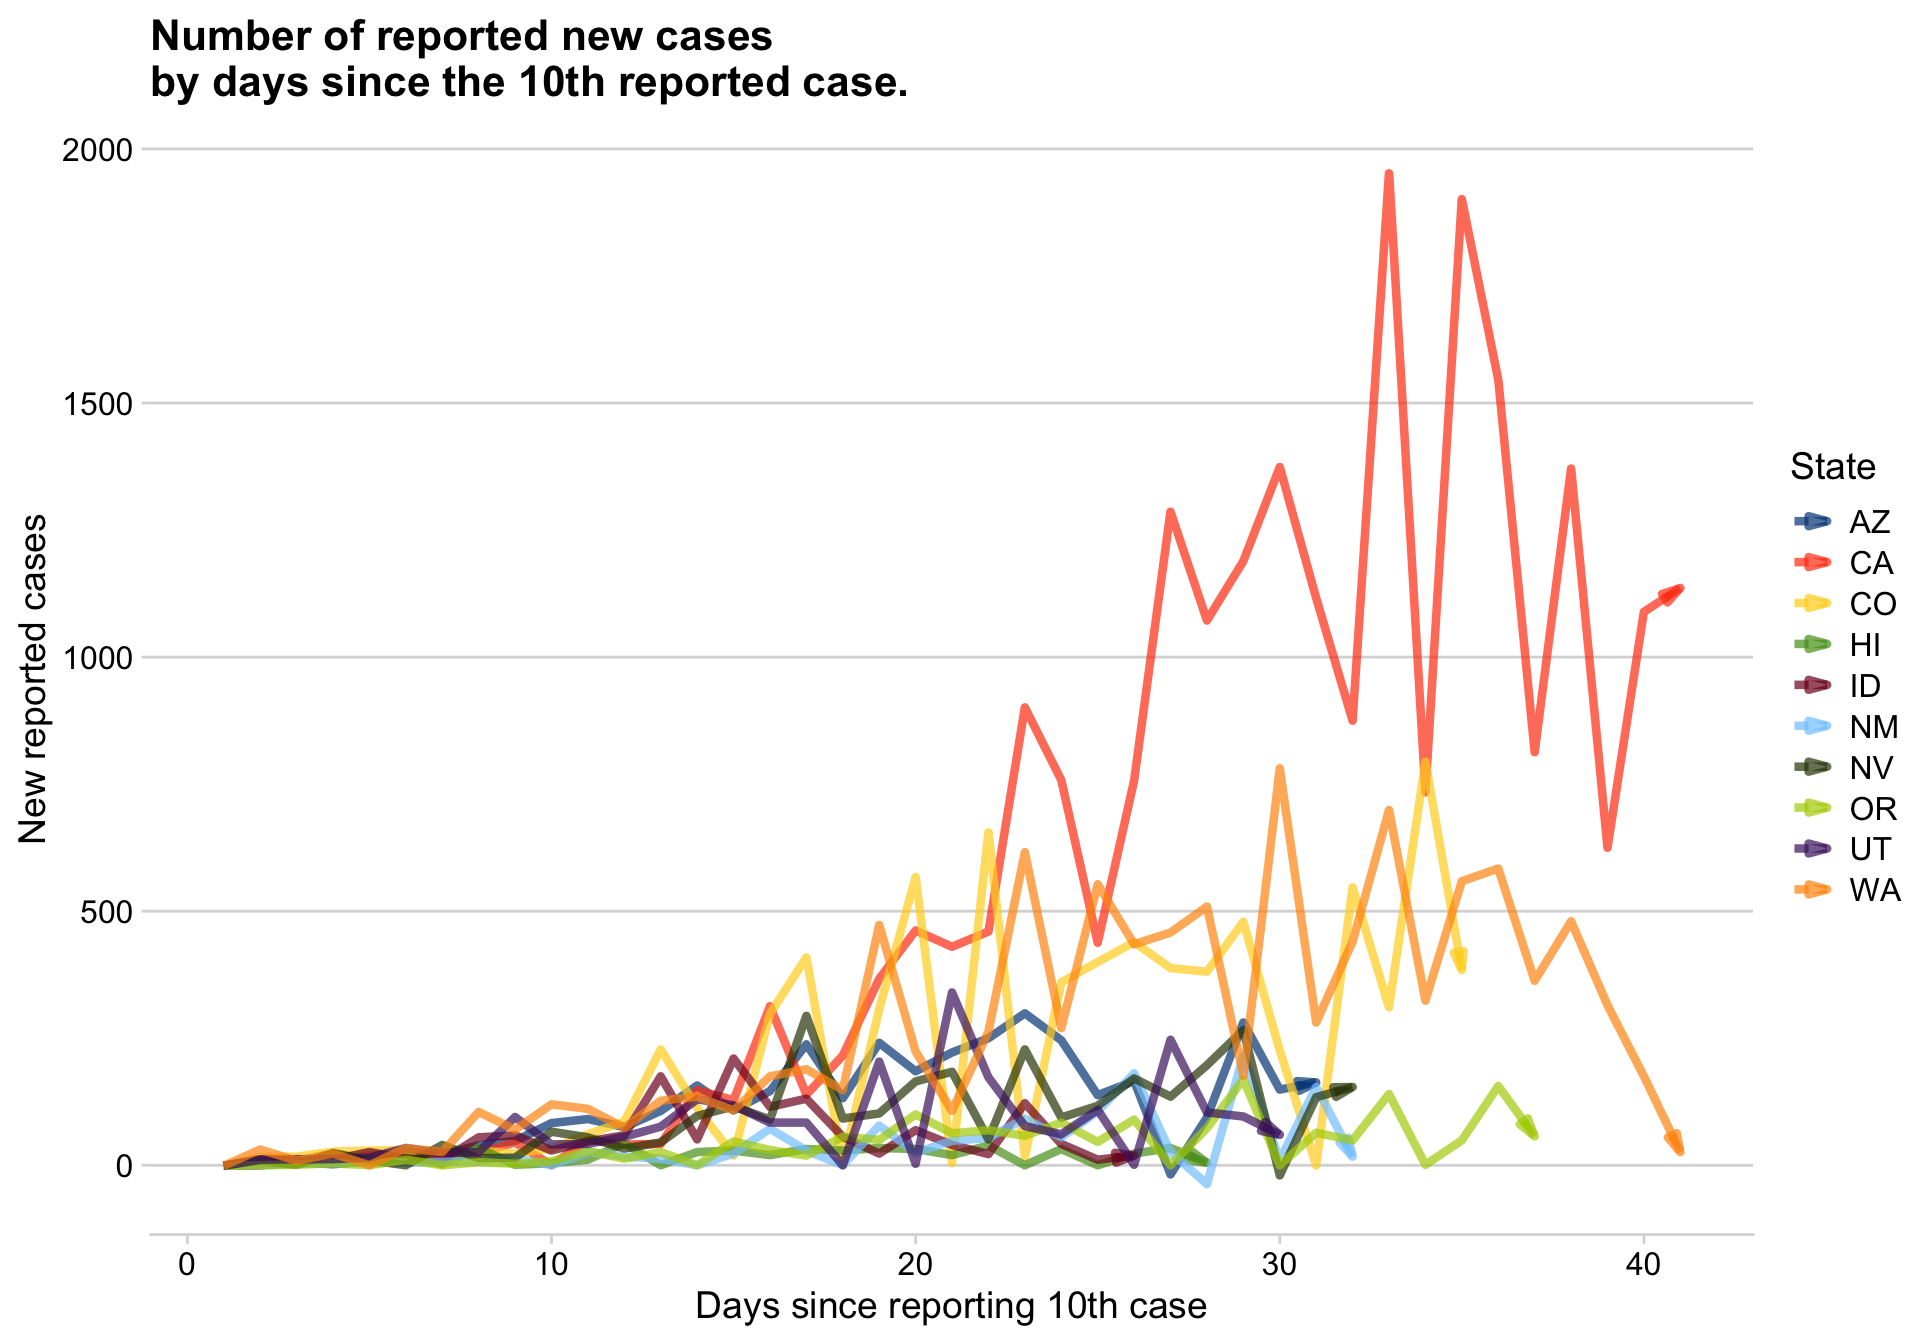 Number of reported new cases
by days since the 10th reported case.
2000
1500
1000
500
0
New reported cases
0 10 20 30 40
Days since reporting 10th case
State
AZ
CA
CO
HI
ID
NM
NV
OR
UT
WA